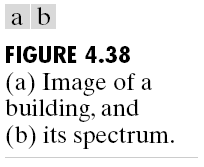 a b
FIGURE 4.38
(a) Image of a
building, and
(b) its spectrum.